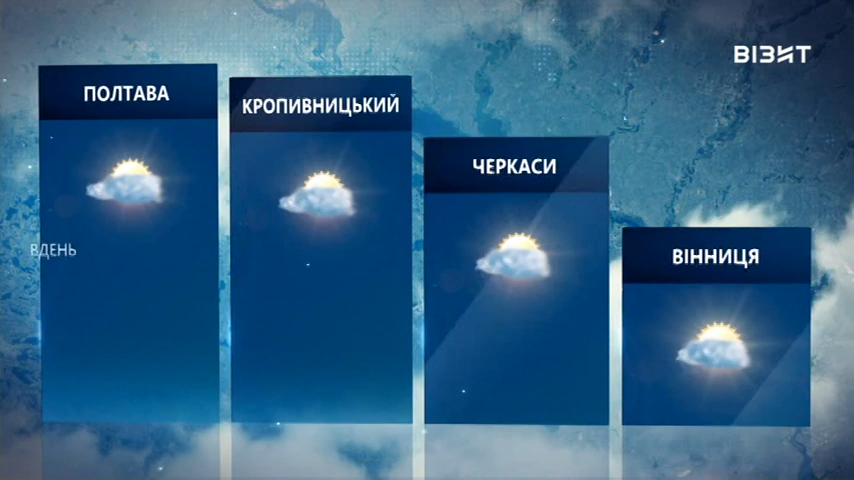 ВІЗИТ
ПОЛТАВА
КРОПИВНИЦЬКИЙ
ЧЕРКАСИ
ВІННИЦЯ
ВДЕНЬ